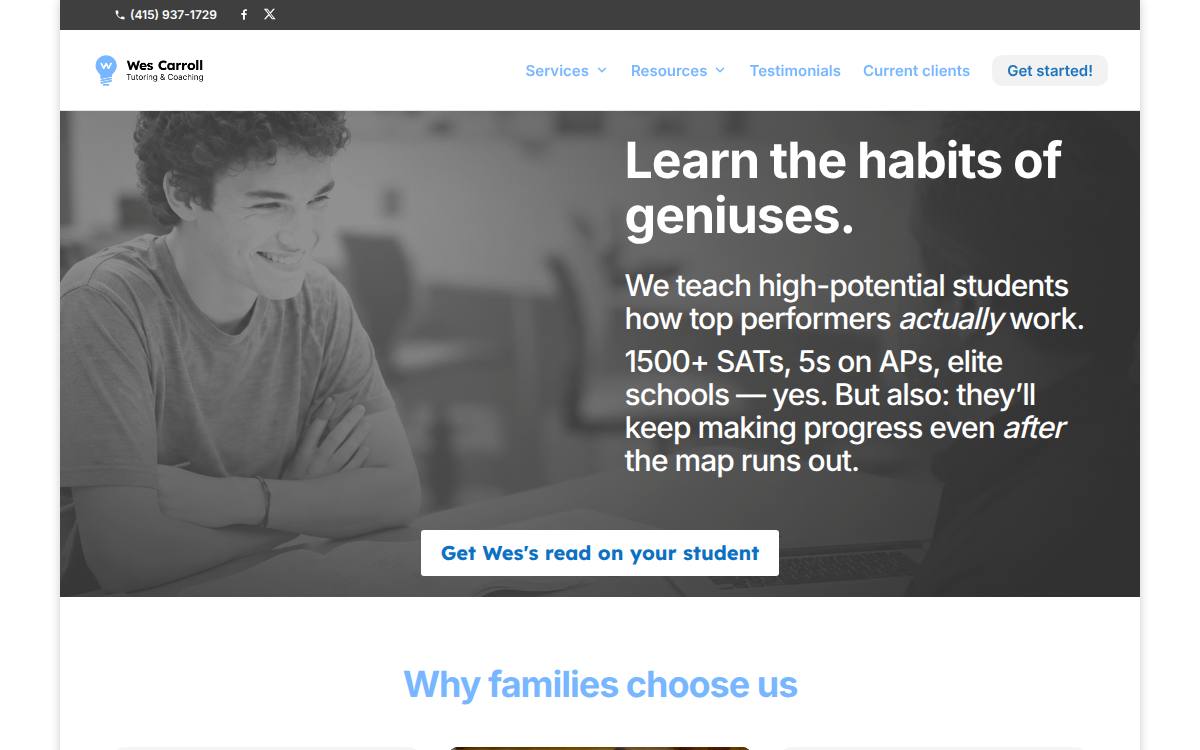 (415) 937-1729
Wes Carroll
Tutoring & Coaching
Services
Resources
Testimonials
Current clients
Get started!
Learn the habits of
geniuses.
We teach high-potential students
how top performers actually work.
1500+ SATs, 5s on APs, elite
schools — yes. But also: they’ll
keep making progress even after
the map runs out.
Get Wes's read on your student
Why families choose us